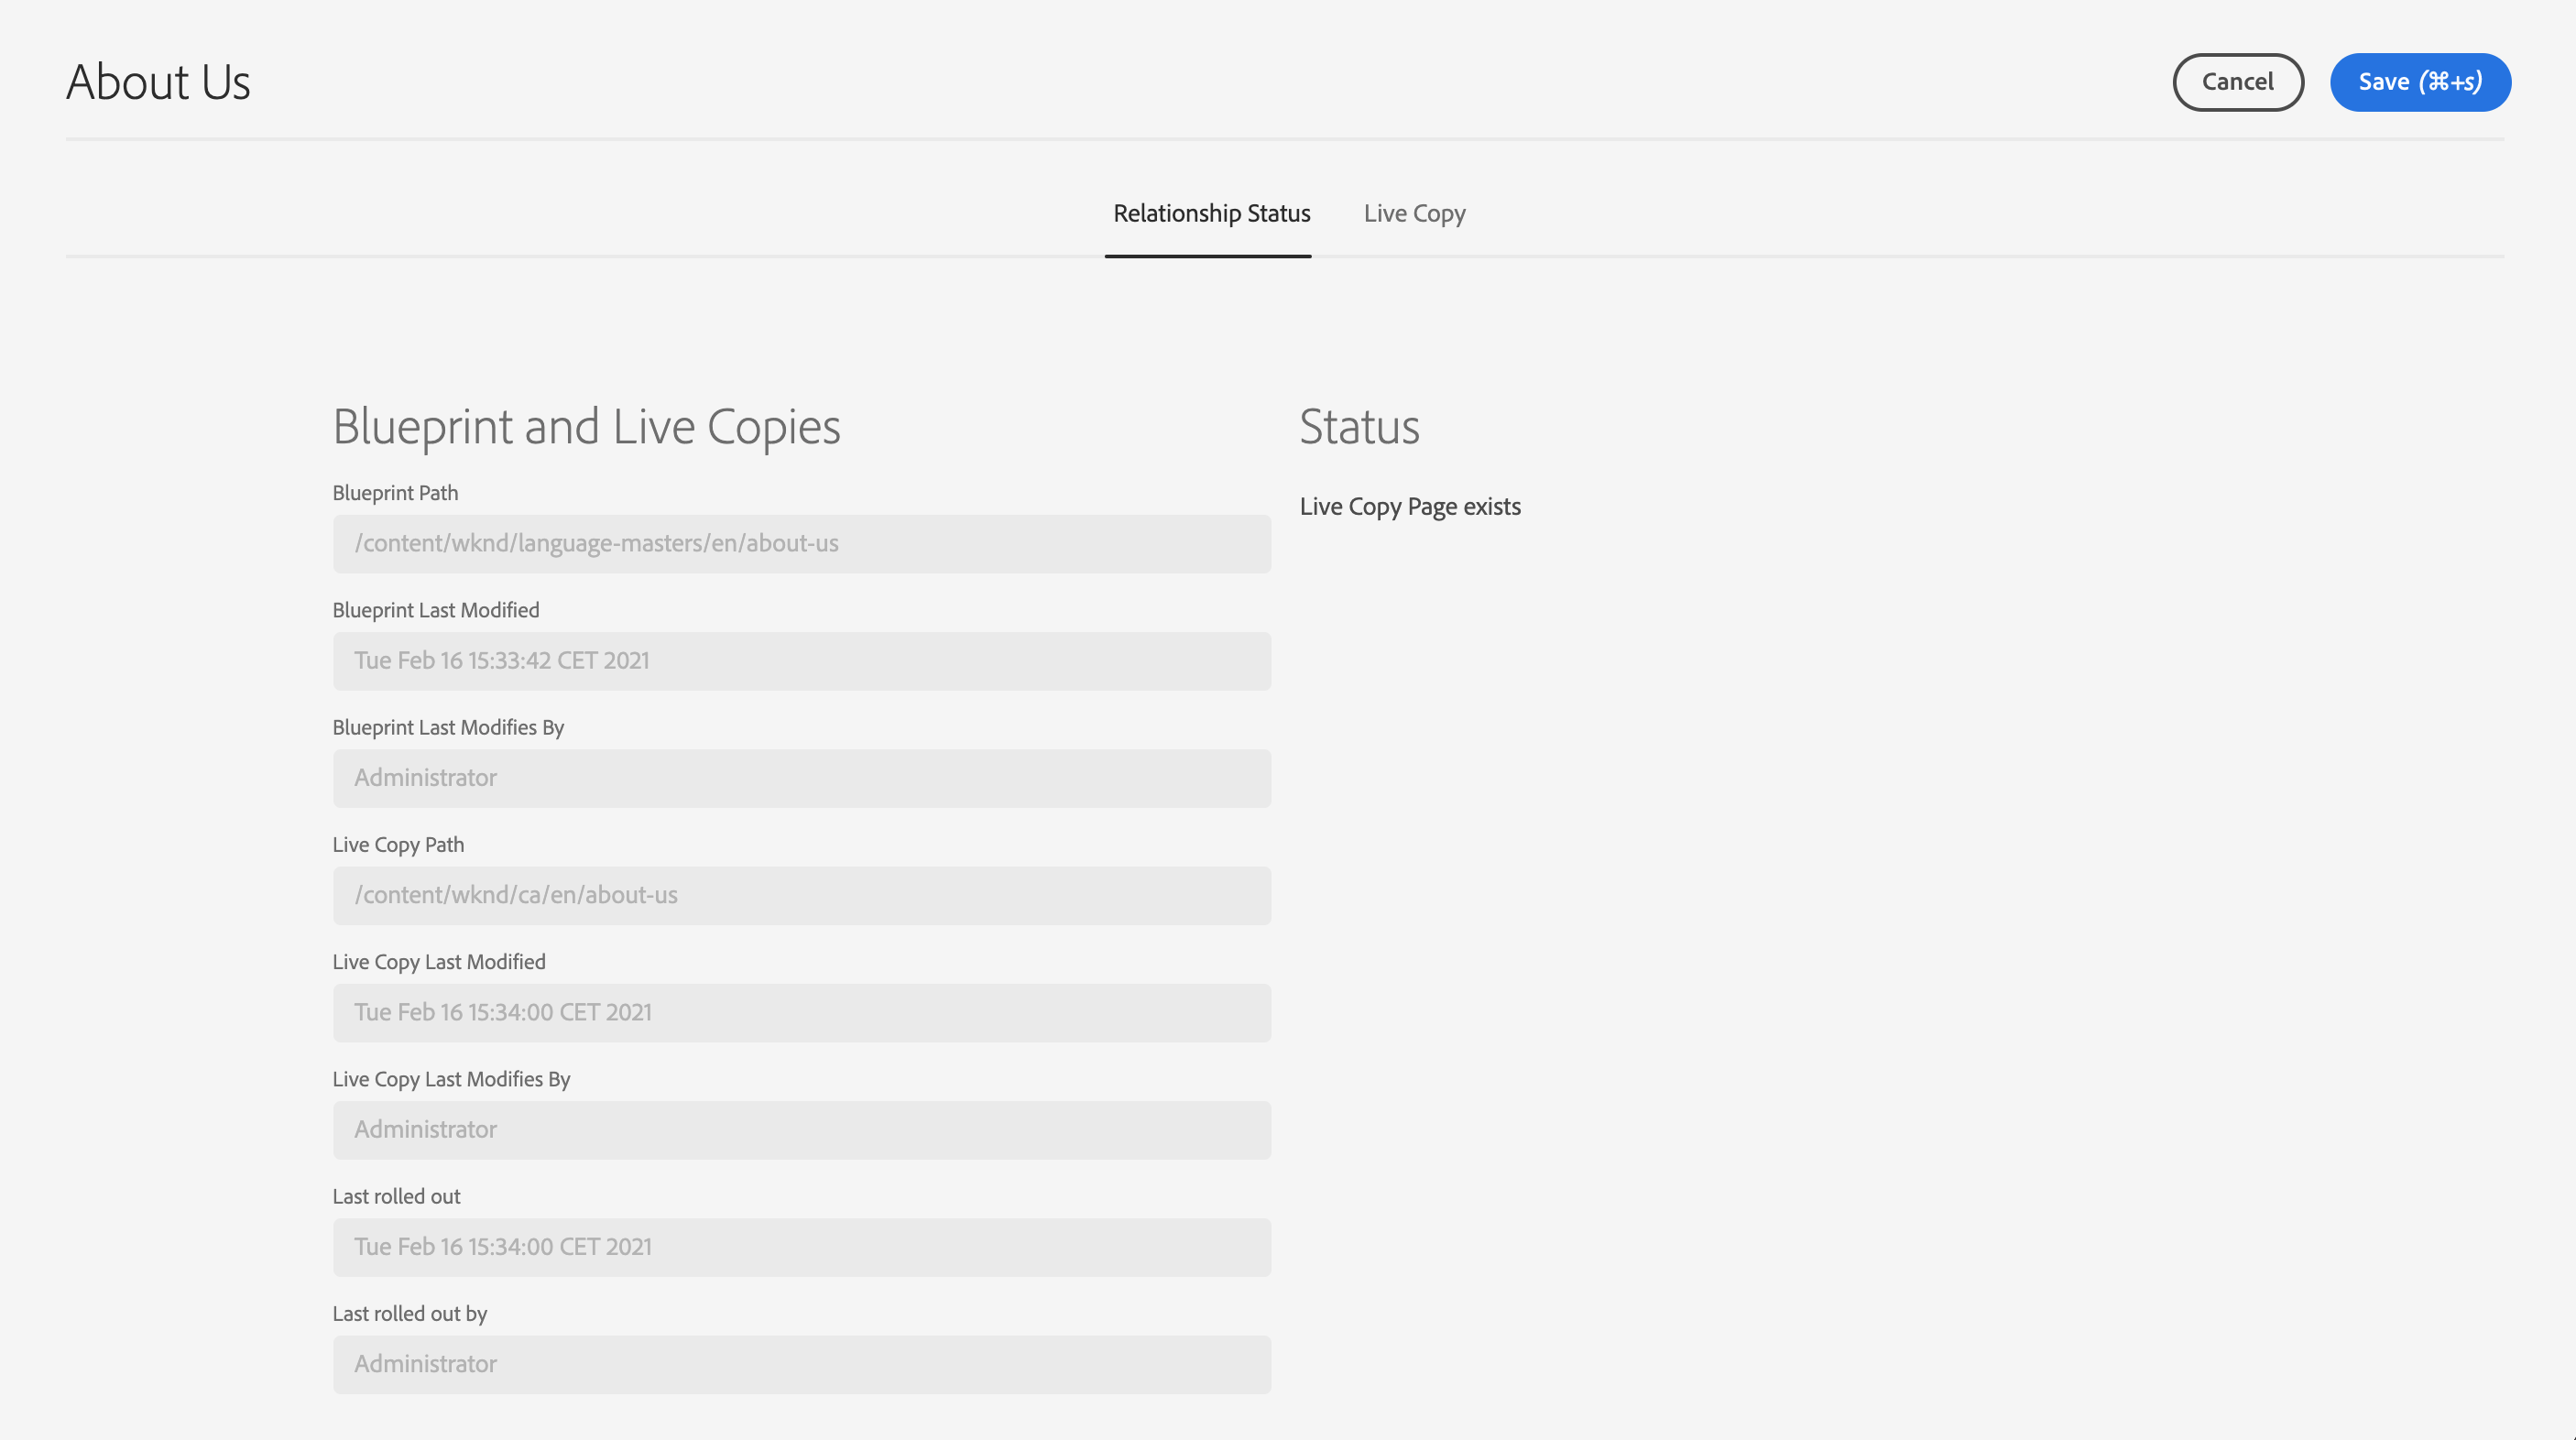 About Us
Cancel
Save (⌘+s)
Relationship Status
Live Copy
Blueprint and Live Copies
Blueprint Path
/content/wknd/language-masters/en/about-us
Blueprint Last Modified
Tue Feb 16 15:33:42 CET 2021
Blueprint Last Modifies By
Administrator
Live Copy Path
/content/wknd/ca/en/about-us
Live Copy Last Modified
Tue Feb 16 15:34:00 CET 2021
Live Copy Last Modifies By
Administrator
Last rolled out
Tue Feb 16 15:34:00 CET 2021
Last rolled out by
Administrator
Status
Live Copy Page exists